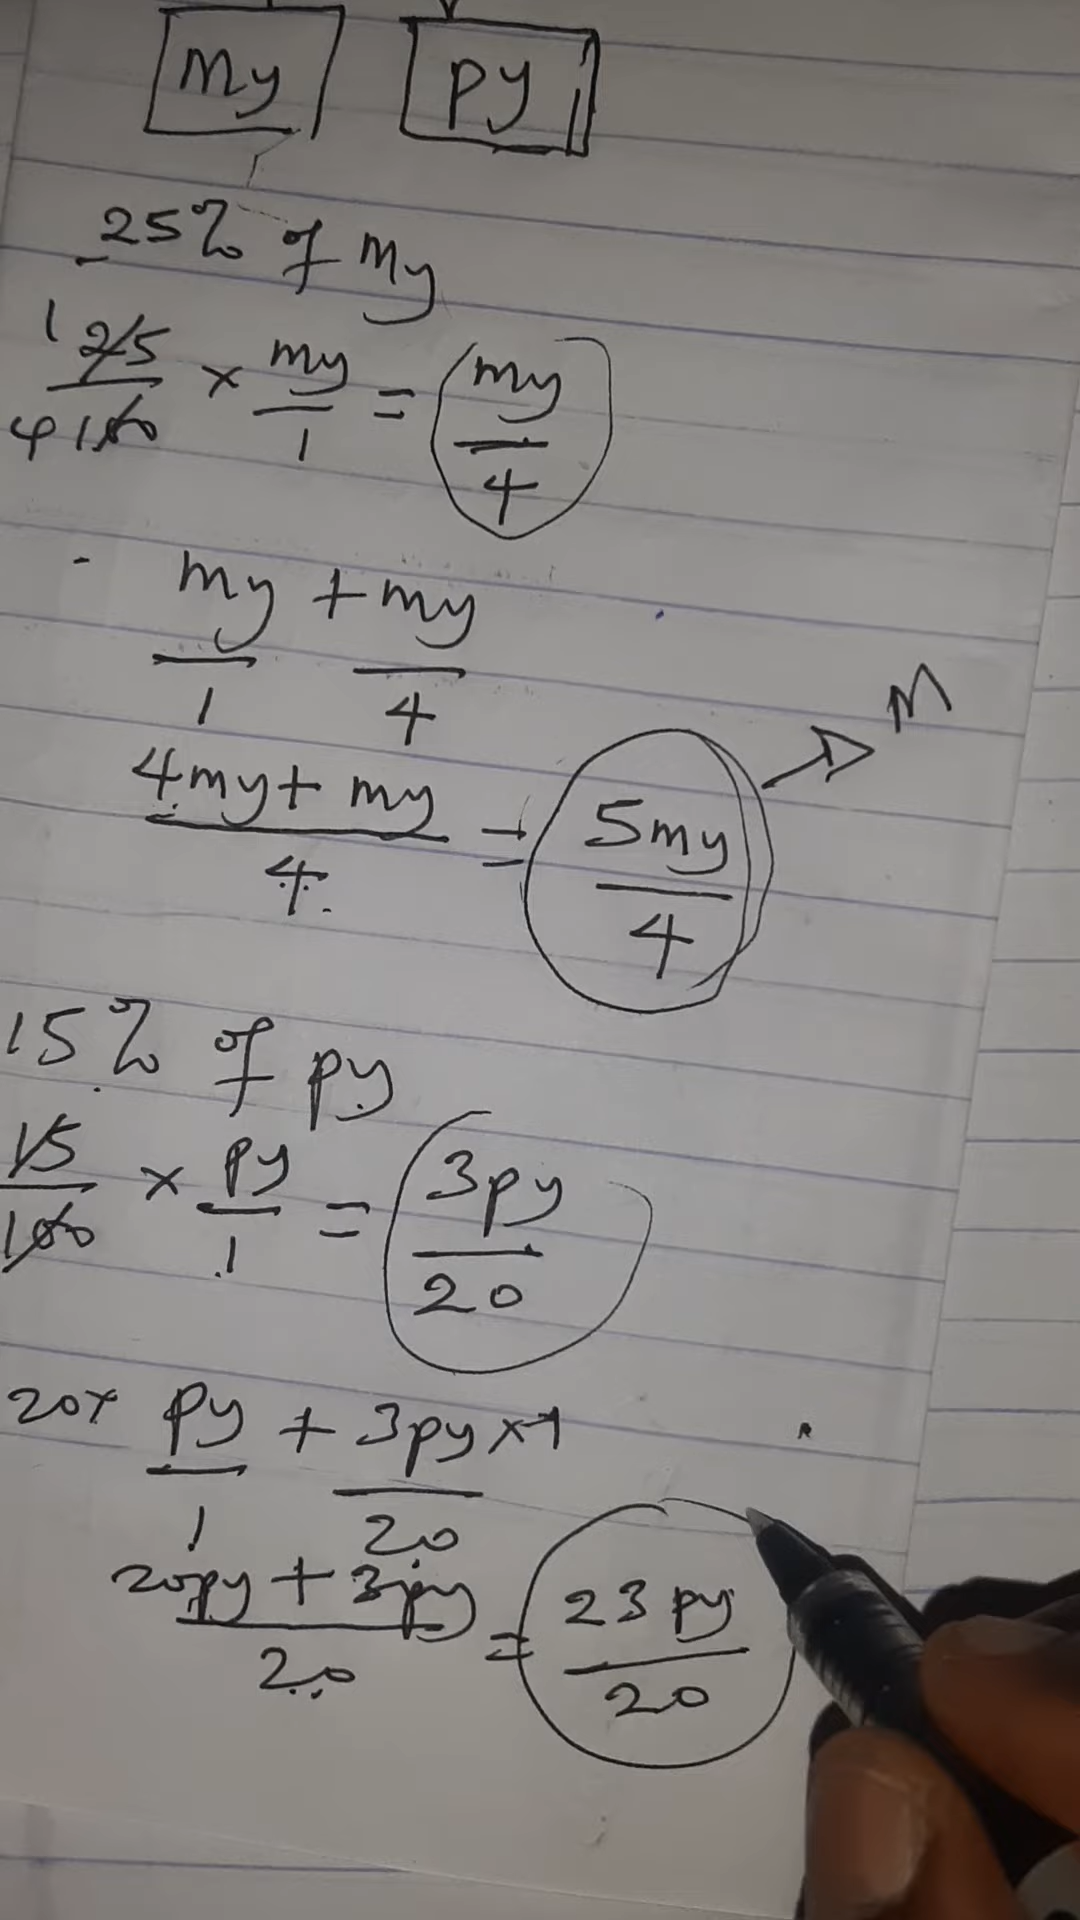 my py
25% of my
1 25/4 100 × my/1 = my/4
my/1 + my/4
M
4my + my/4 = 5my/4
15% of py
15/100 × py/1 = 3py/20
20× py/1 + 3py×1/20
20py + 3py/20 = 23py/20